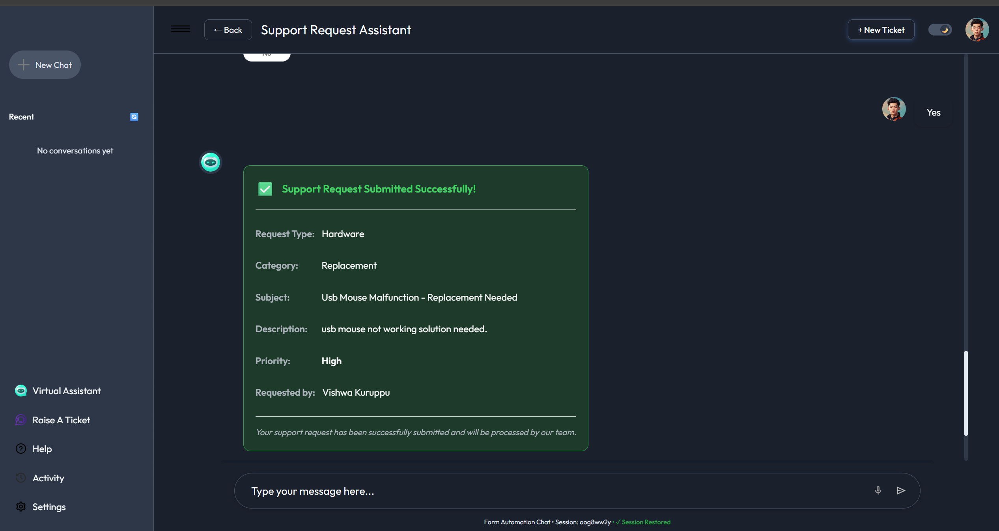 ← Back
Support Request Assistant
+ New Ticket
New Chat
Recent
No conversations yet
No
Yes
Support Request Submitted Successfully!
Request Type: Hardware
Category: Replacement
Subject: Usb Mouse Malfunction - Replacement Needed
Description: usb mouse not working solution needed.
Priority: High
Requested by: Vishwa Kuruppu
Your support request has been successfully submitted and will be processed by our team.
Virtual Assistant
Raise A Ticket
Help
Activity
Settings
Type your message here...
Form Automation Chat • Session: oog8ww2y • ✓ Session Restored